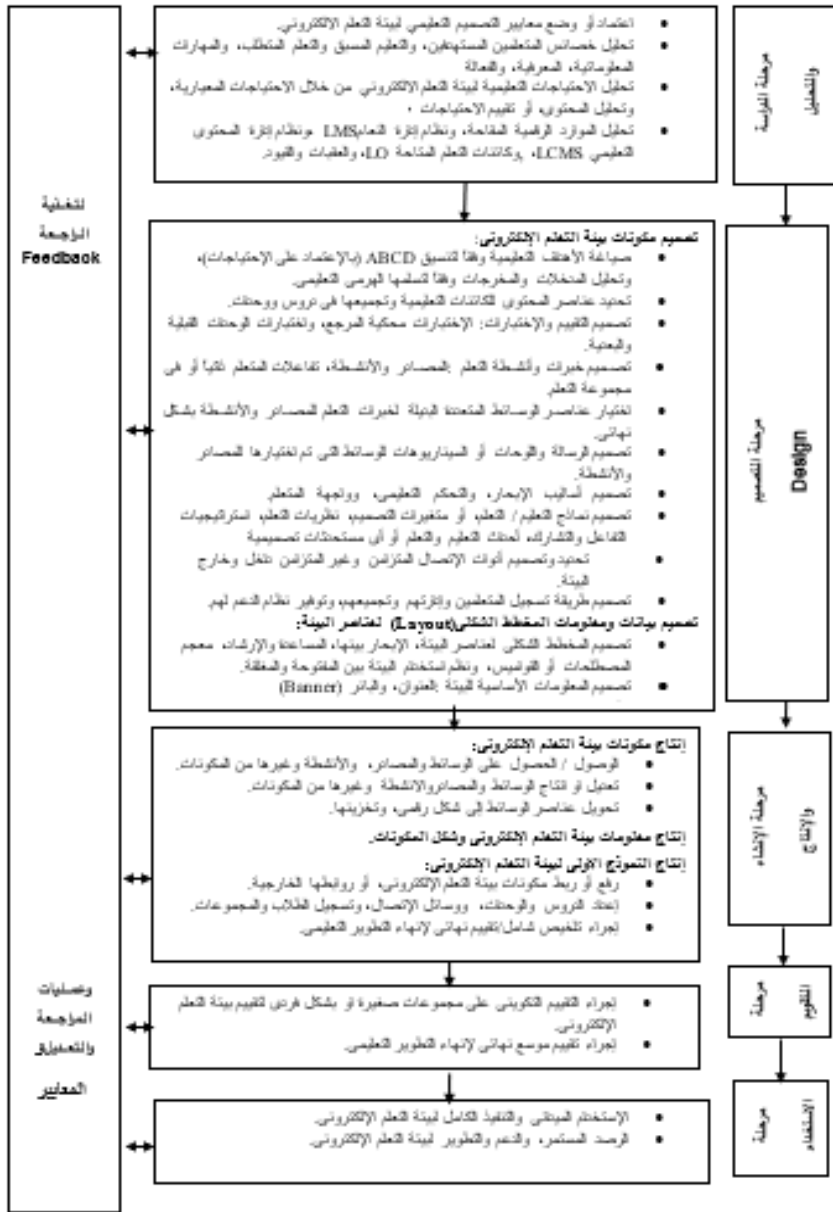 مرحلة الدراسة
والتحليل
اعتماد أو وضع معايير التصميم التعليمي لبيئة التعلم الإلكتروني.
تحليل خصائص المتعلمين المستهدفين، والتعليم المسبق والتعلم المتطلب، والمهارات
المعلوماتية، المعرفية، والفعالة
تحليل الاحتياجات التعليمية لبيئة التعلم الإلكتروني من خلال الاحتياجات المعيارية،
وتحليل المحتوى، أو تقييم الاحتياجات .
تحليل الموارد الرقمية المتاحة، ونظام إدارة التعلم LMS ونظام إدارة المحتوى
التعليمي LCMS، وكائنات التعلم المتاحة LO، والعقبات والقيود.
مرحلة التصميم
Design
تصميم مكونات بيئة التعلم الإلكتروني:
صياغة الأهداف التعليمية وفقاً لتنسيق ABCD (بالإعتماد على الإحتياجات)،
وتحليل المدخلات والمخرجات وفقاً لتسلسلها الهرمي التعليمي.
تحديد عناصر المحتوى للكائنات التعليمية وتجميعها في دروس ووحدات.
تصميم التقييم والإختبارات: الإختبارات محكية المرجع، واختبارات الوحدات القبلية
والبعدية.
تصميم خبرات وأنشطة التعلم :المصادر والأنشطة، تفاعلات المتعلم ذاتياً أو في
مجموعة التعلم
اختيار عناصر الوسائط المتعددة البديلة لخبرات التعلم للمصادر والأنشطة بشكل
نهائي.
تصميم الرسالة واللوحات أو السيناريوهات للوسائط التي تم اختيارها للمصادر
والأنشطة.
تصميم أساليب الإبحار، والتحكم التعليمي، وواجهة المتعلم.
تصميم نماذج التعليم / التعلم، أو متغيرات التصميم، نظريات التعلم، استراتيجيات
التفاعل والتشارك، أحداث التعليم والتعلم أو أى مستحدثات تصميمية
تحديد وتصميم أدوات الإتصال المتزامن وغير المتزامن داخل وخارج
البيئة.
تصميم طريقة تسجيل المتعلمين وإدارتهم وتجميعهم، وتوفير نظام الدعم لهم.
تصميم بيانات ومعلومات المخطط الشكلي(Layout) لعناصر البيئة:
تصميم المخطط الشكلي لعناصر البيئة، الإبحار بينها، المساعدة والإرشاد، معجم
المصطلحات أو القواميس، ونظم استخدام البيئة بين المفتوحة والمغلقة.
تصميم المعلومات الأساسية للبيئة :العنوان، والبانر (Banner)
مرحلة الإنشاء
والإنتاج
إنتاج مكونات بيئة التعلم الإلكتروني:
الوصول / الحصول على الوسائط والمصادر، والأنشطة وغيرها من المكونات.
تعديل او انتاج الوسائط والمصادروالانشطة وغيرها من المكونات.
تحويل عناصر الوسائط إلى شكل رقمي، وتخزينها.
إنتاج معلومات بيئة التعلم الإلكتروني وشكل المكونات.
إنتاج النموذج الاولى لبيئة التعلم الإلكتروني:
رفع أو ربط مكونات بيئة التعلم الإلكتروني، أو روابطها الخارجية.
إعداد الدروس والوحدات، ووسائل الإتصال، وتسجيل الطلاب والمجموعات.
إجراء تلخيص شامل/تقييم نهائي لإنهاء التطوير التعليمي.
مرحلة
التقويم
إجراء التقييم التكويني على مجموعات صغيرة او بشكل فردى لتقييم بيئة التعلم
الإلكتروني.
إجراء تقييم موسع نهائي لإنهاء التطوير التعليمي.
مرحلة
الاستخدام
الإستخدام الميداني والتنفيذ الكامل لبيئة التعلم الإلكتروني.
الرصد المستمر، والدعم والتطوير لبيئة التعلم الإلكتروني.
التغذية
الراجعة
Feedback
وعمليات
المراجعة
والتعديل و
المعايير